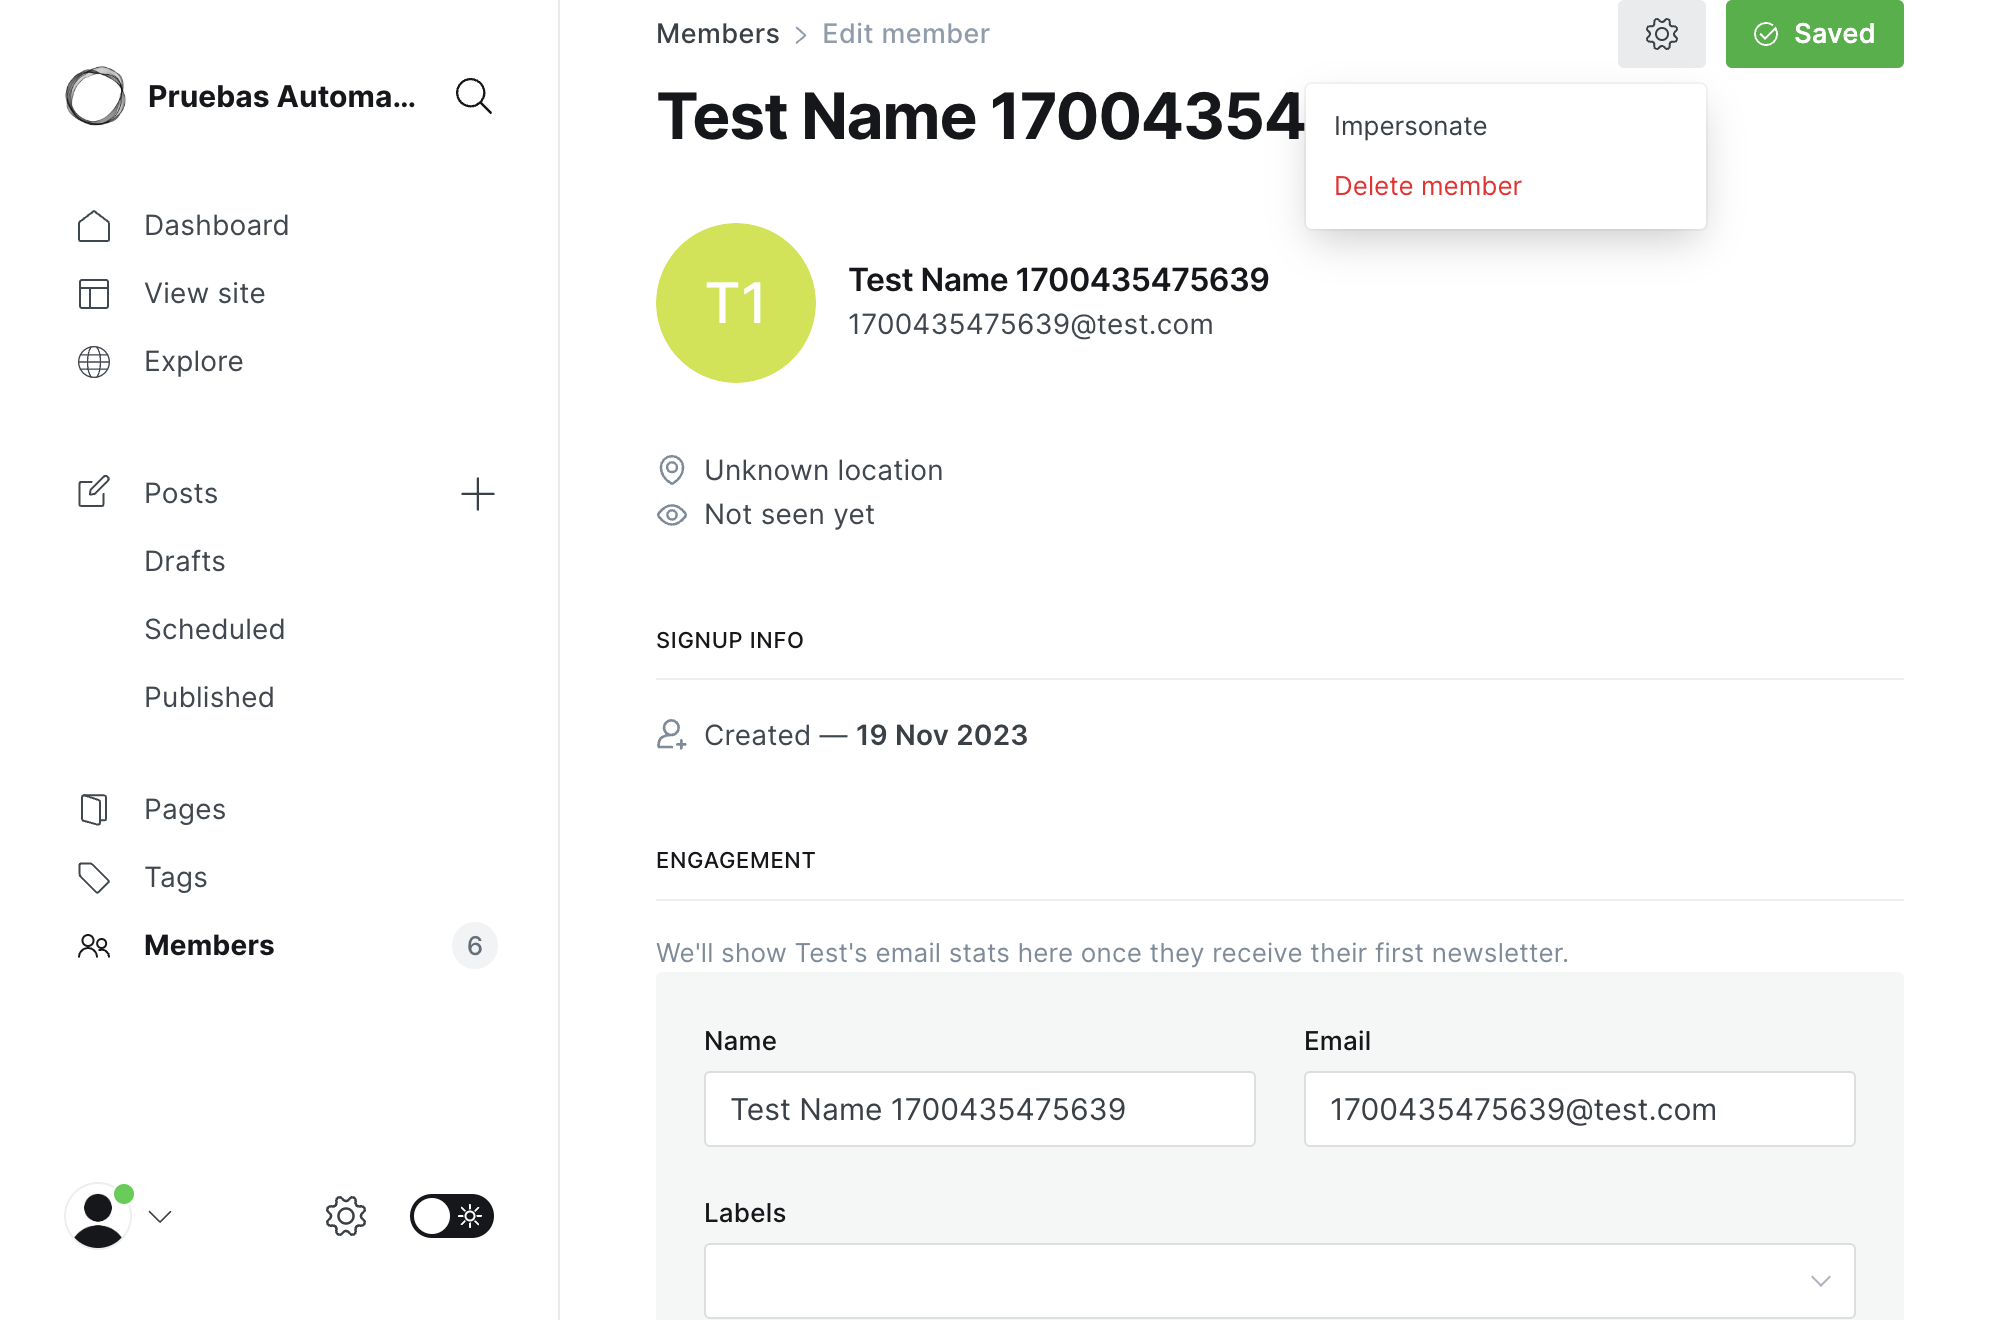 Pruebas Automa...
Dashboard
View site
Explore
Posts
Drafts
Scheduled
Published
Pages
Tags
Members 6
Members > Edit member
Saved
Test Name 17004354
Impersonate
Delete member
T1
Test Name 1700435475639
1700435475639@test.com
Unknown location
Not seen yet
SIGNUP INFO
Created — 19 Nov 2023
ENGAGEMENT
We'll show Test's email stats here once they receive their first newsletter.
Name
Test Name 1700435475639
Email
1700435475639@test.com
Labels